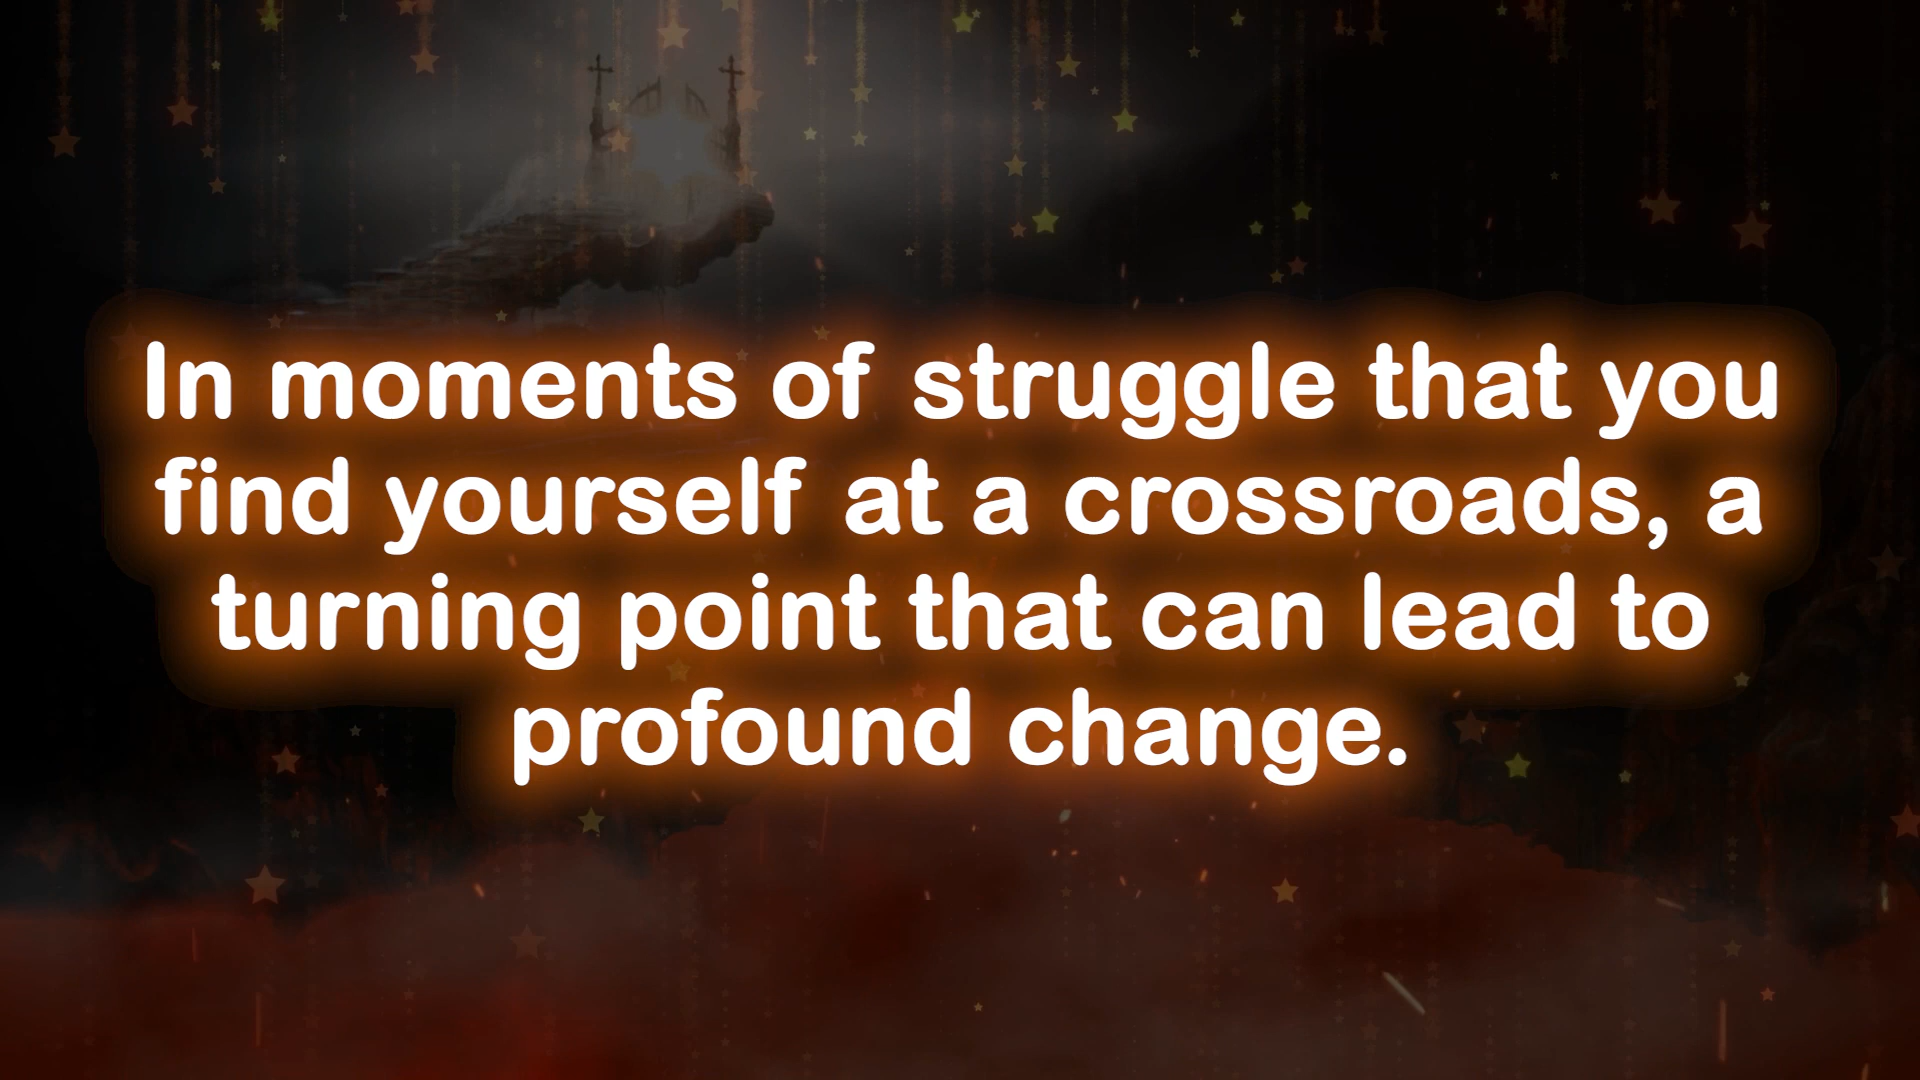 In moments of struggle that you
find yourself at a crossroads, a
turning point that can lead to
profound change.